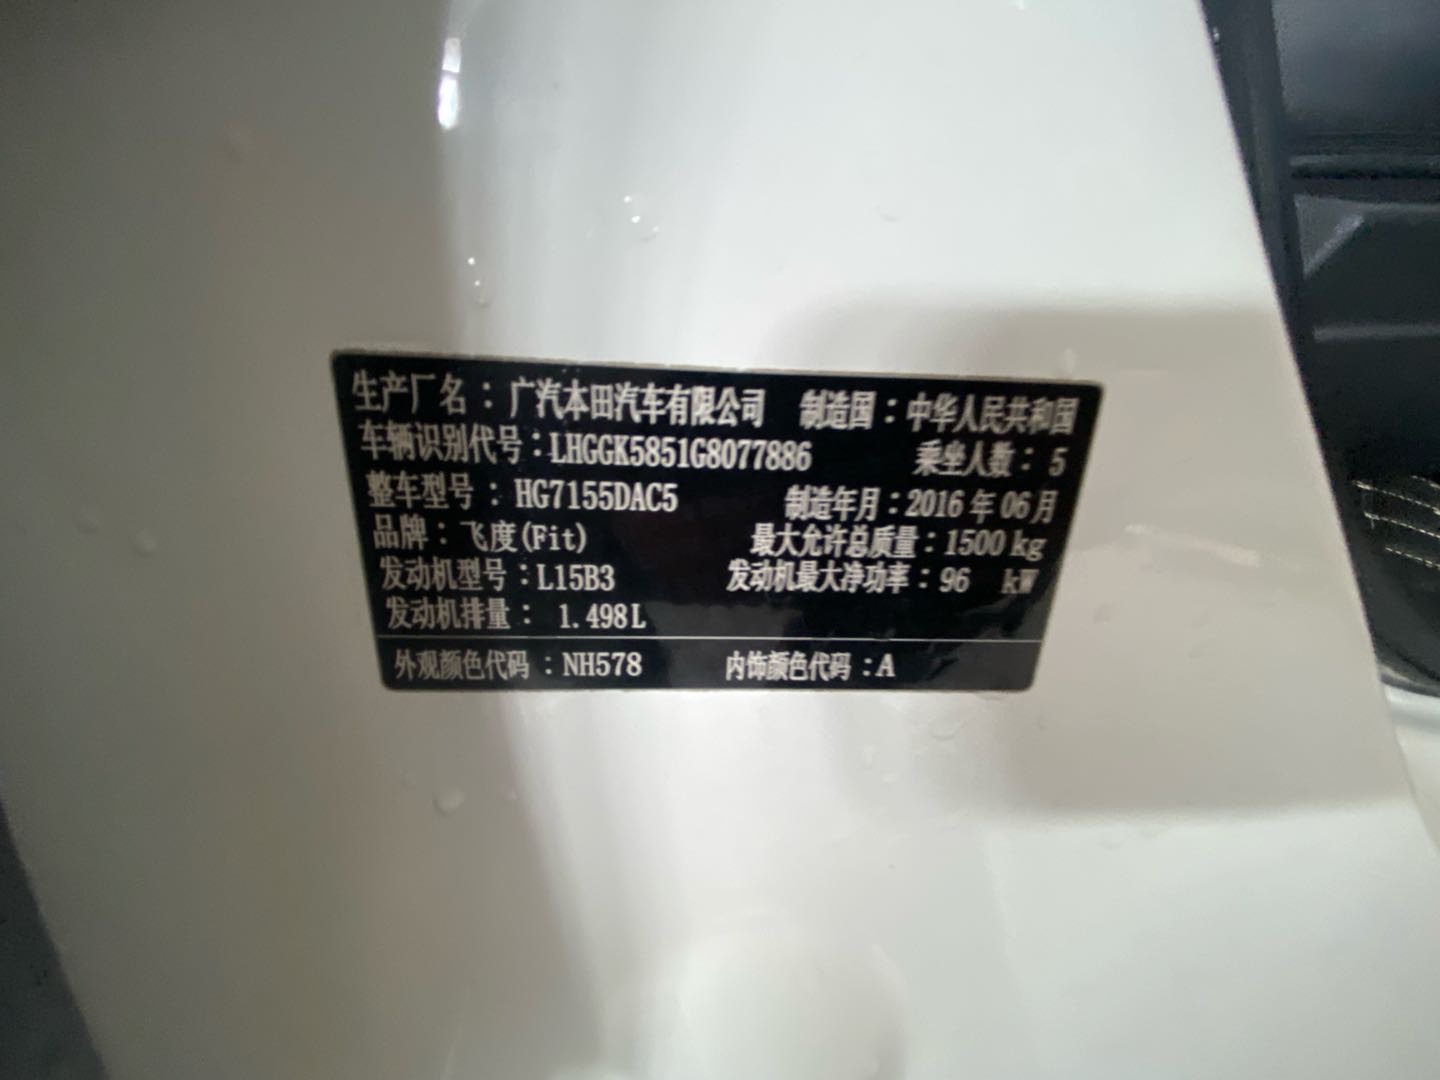 生产厂名：广汽本田汽车有限公司 制造国：中华人民共和国
车辆识别代号：LHGGK5851G8077886 乘坐人数：5
整车型号：HG7155DAC5 制造年月：2016年06月
品牌：飞度(Fit) 最大允许总质量：1500kg
发动机型号：L15B3 发动机最大净功率：96 kW
发动机排量：1.498L
外观颜色代码：NH578 内饰颜色代码：A